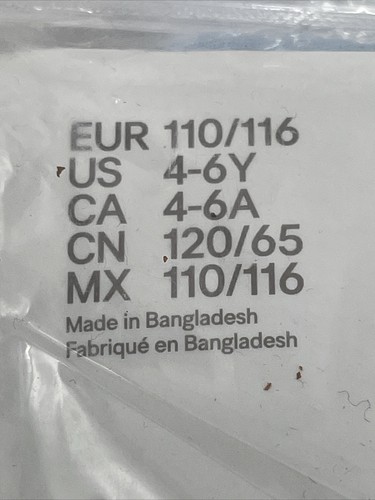 EUR 110/116
US 4-6Y
CA 4-6A
CN 120/65
MX 110/116
Made in Bangladesh
Fabriqué en Bangladesh